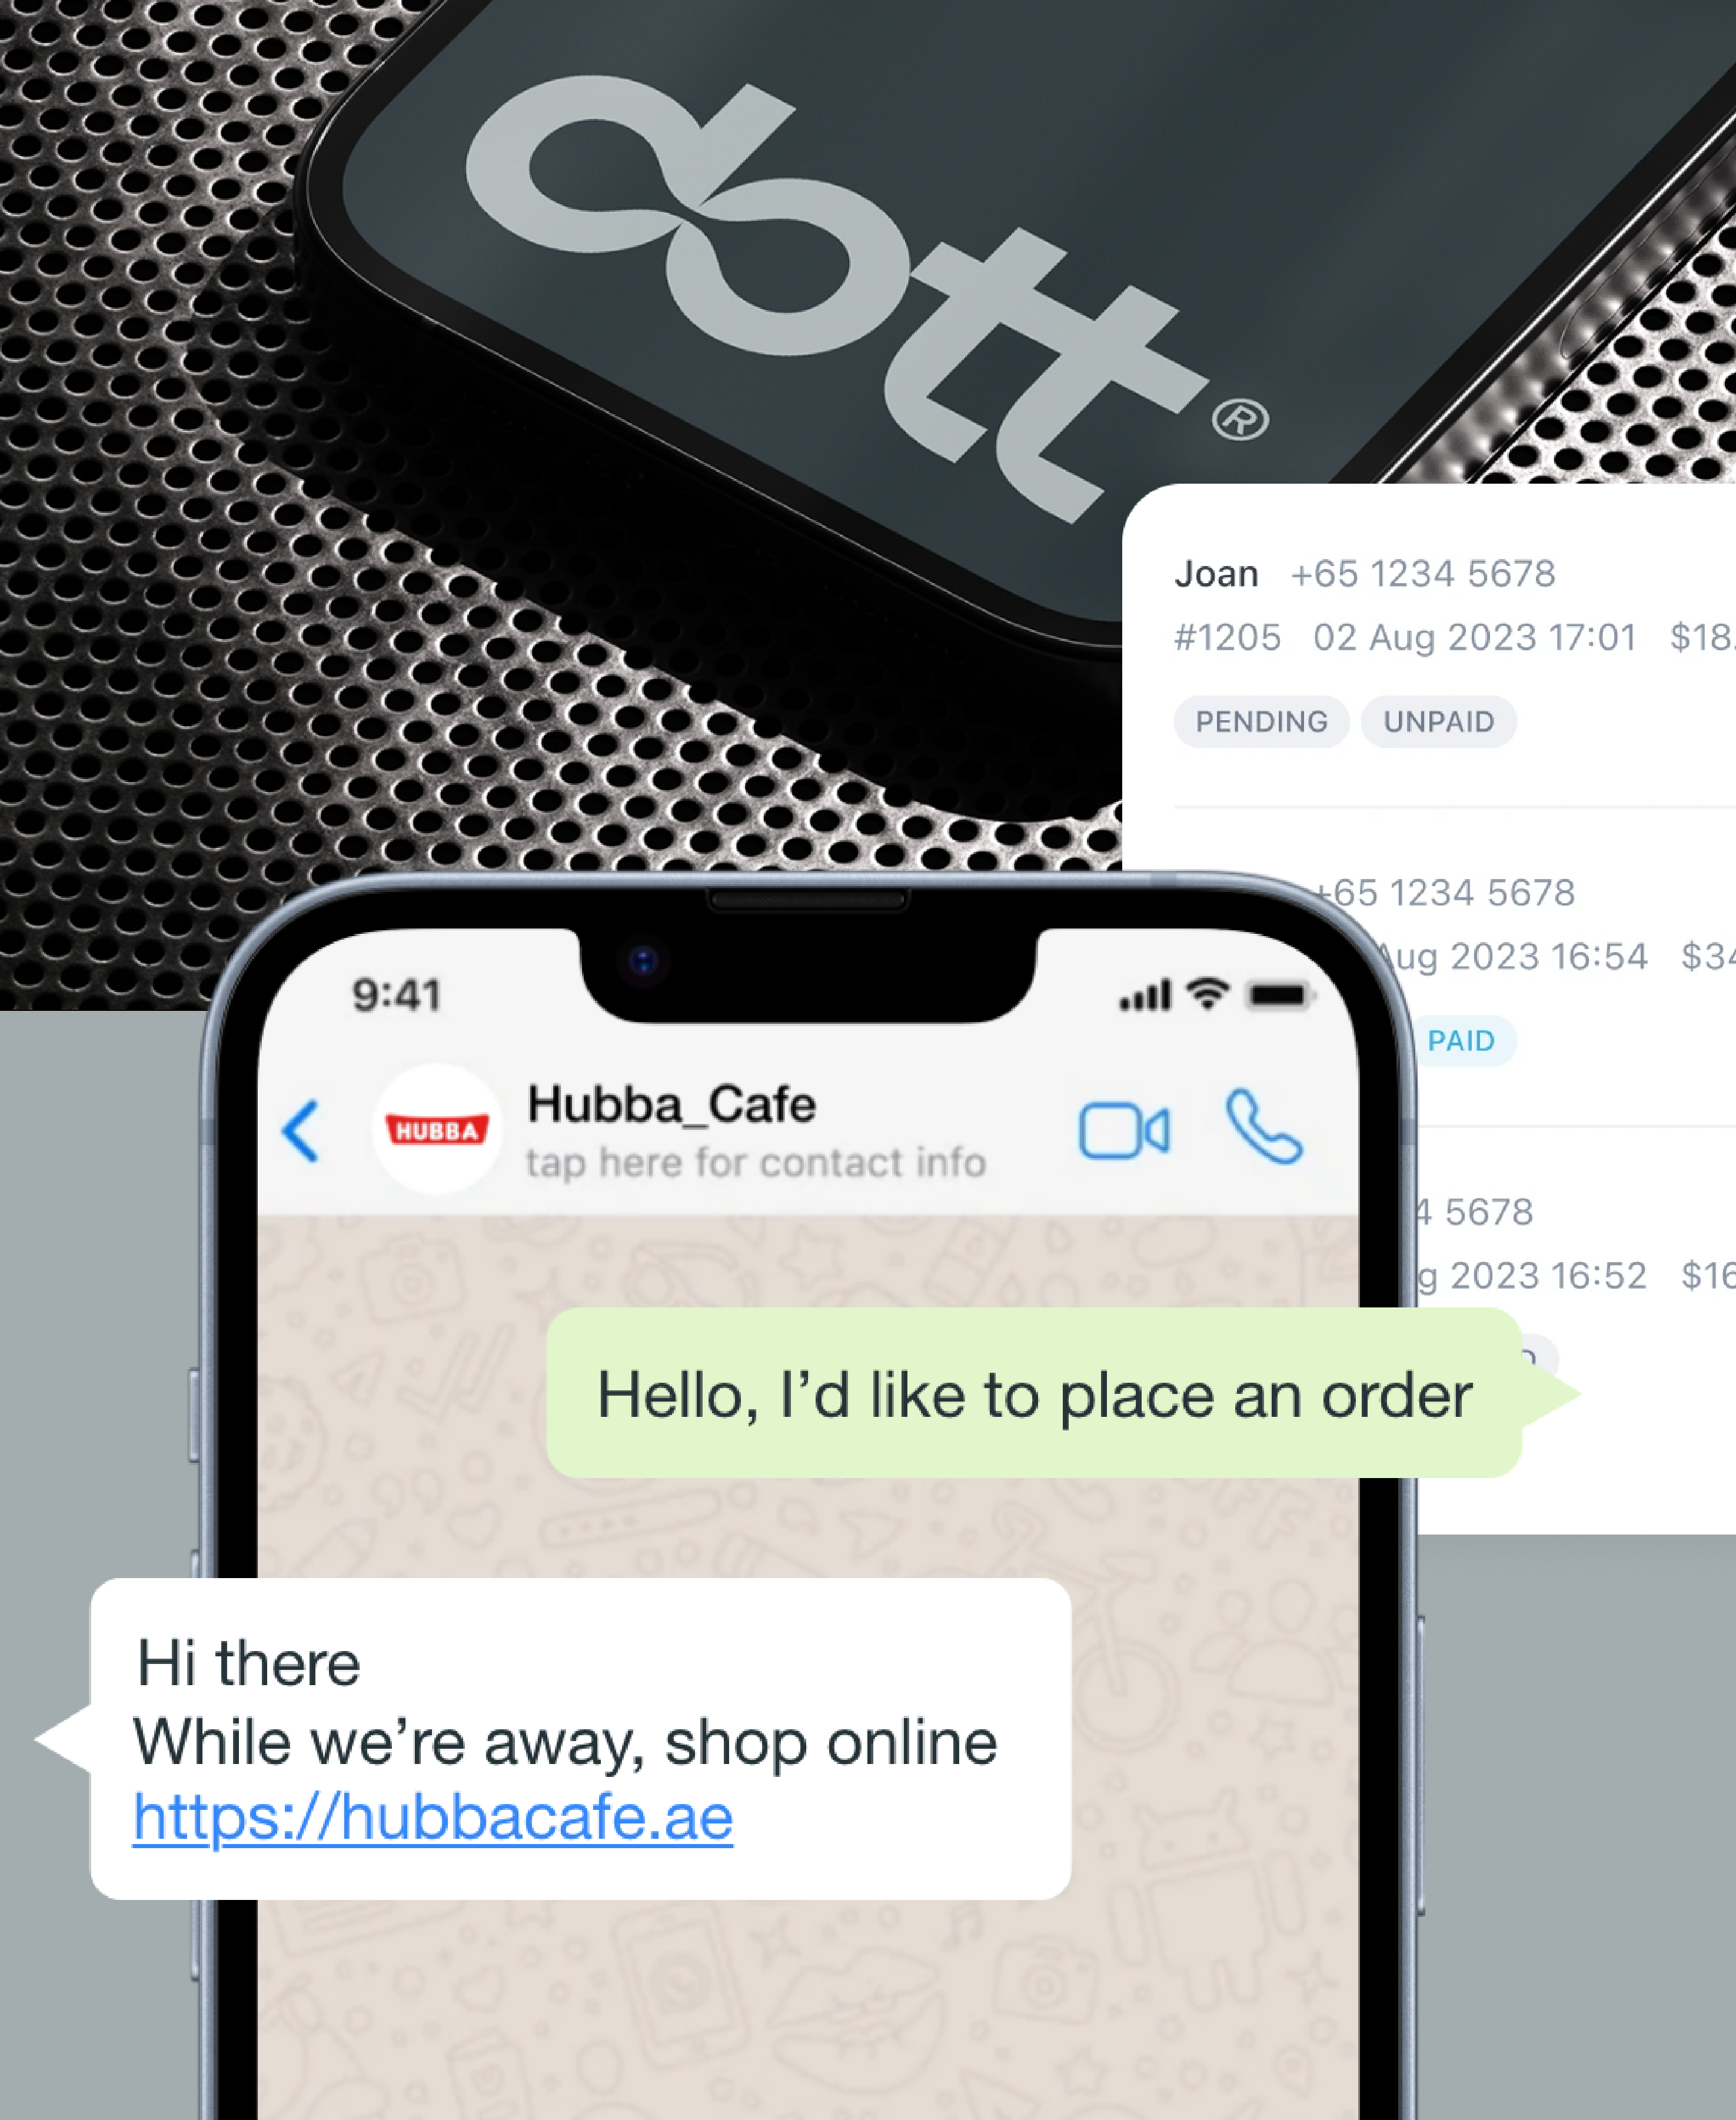 oott®
Joan +65 1234 5678
#1205 02 Aug 2023 17:01 $18.
PENDING UNPAID
+65 1234 5678
Aug 2023 16:54 $34
PAID
4 5678
g 2023 16:52 $16
9:41
HUBBA
Hubba_Cafe
tap here for contact info
Hello, I’d like to place an order
Hi there
While we’re away, shop online
https://hubbacafe.ae